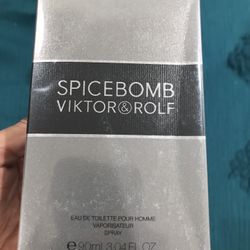 SPICEBOMB
VIKTOR&ROLF
EAU DE TOILETTE POUR HOMME
VAPORISATEUR
SPRAY
℮ 90ml 3.04 FL.OZ